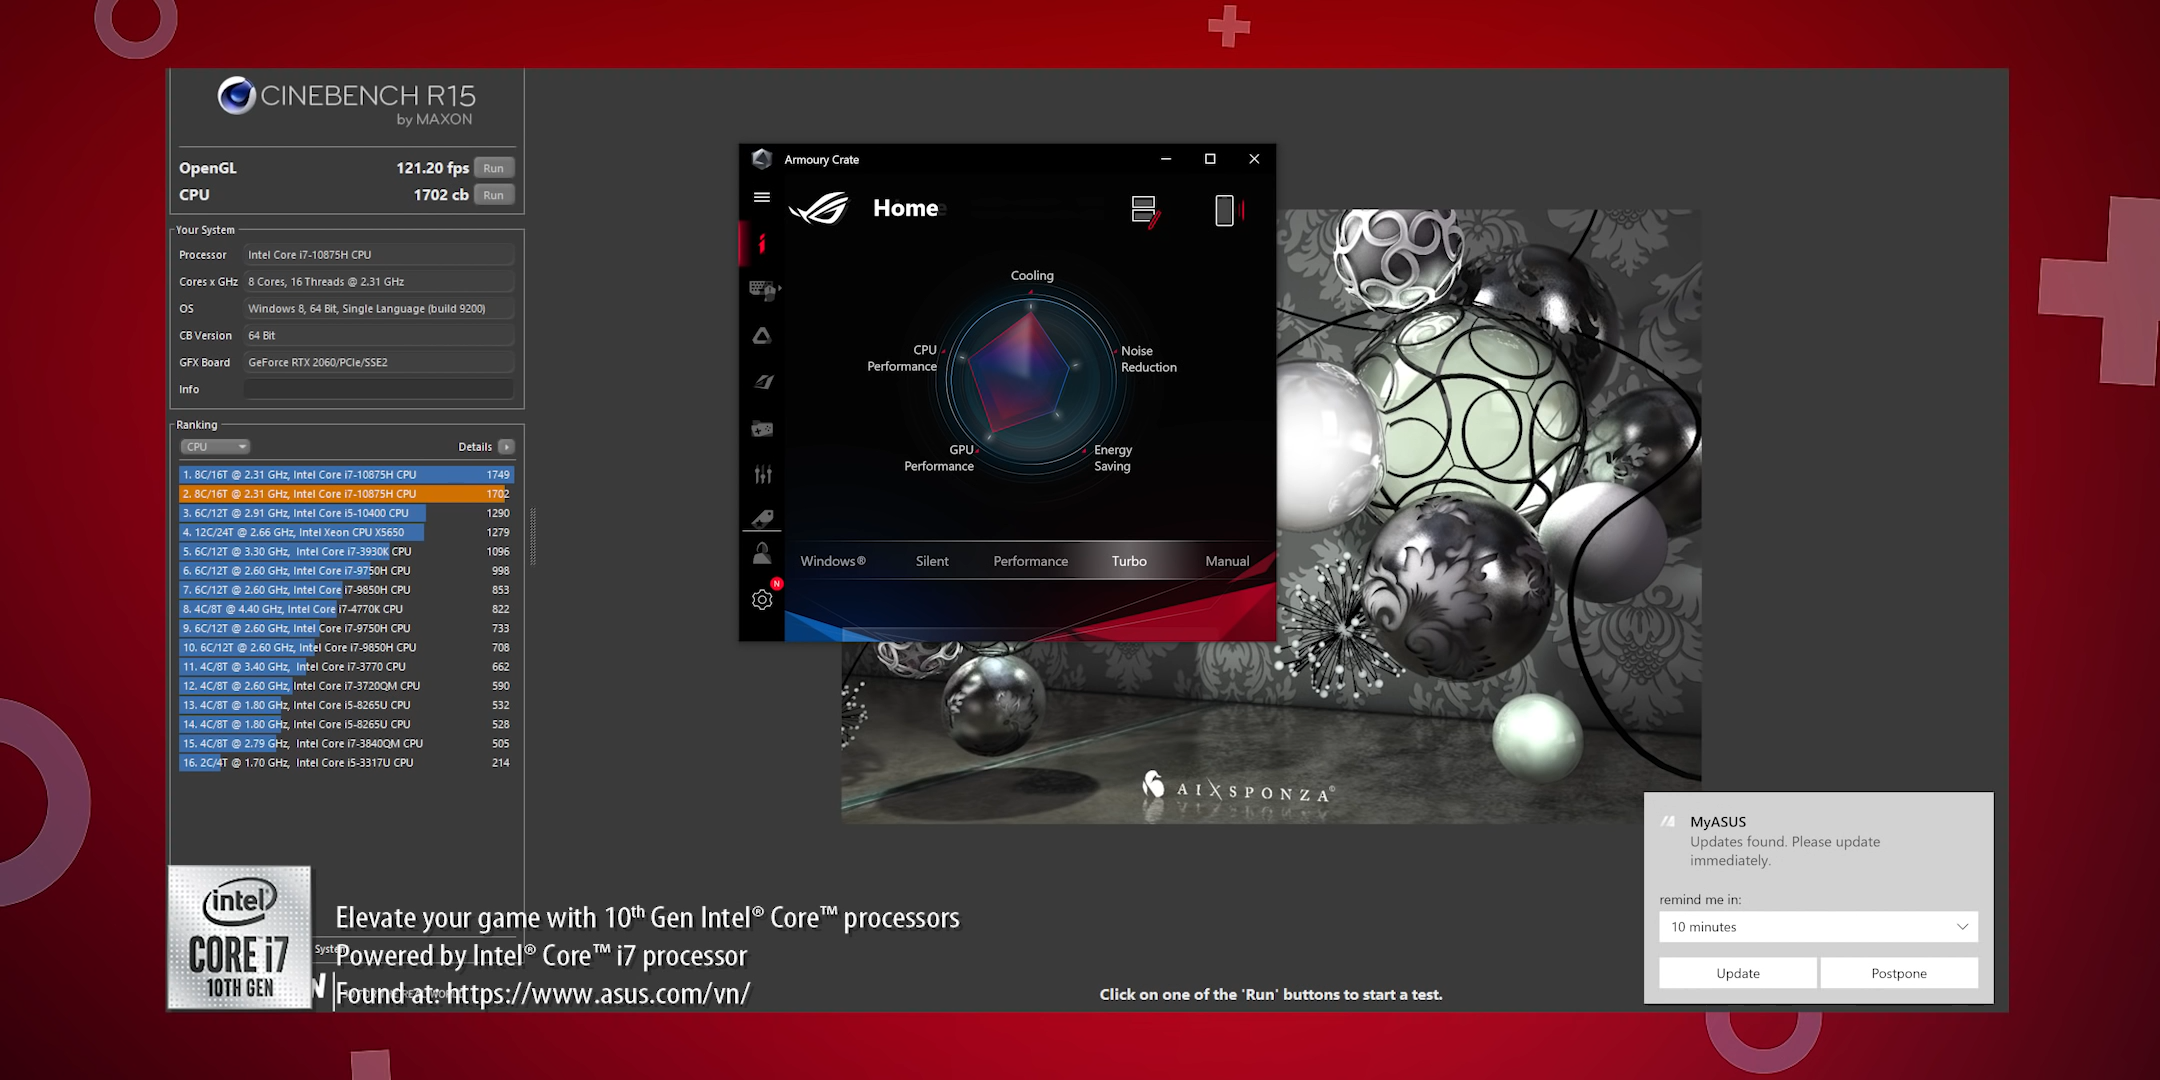 CINEBENCH R15
by MAXON
OpenGL 121.20 fps Run
CPU 1702 cb Run
Your System
Processor Intel Core i7-10875H CPU
Cores x GHz 8 Cores, 16 Threads @ 2.31 GHz
OS Windows 8, 64 Bit, Single Language (build 9200)
CB Version 64 Bit
GFX Board GeForce RTX 2060/PCIe/SSE2
Info
Ranking
CPU Details
1. 8C/16T @ 2.31 GHz, Intel Core i7-10875H CPU 1749
2. 8C/16T @ 2.31 GHz, Intel Core i7-10875H CPU 1702
3. 6C/12T @ 2.91 GHz, Intel Core i5-10400 CPU 1290
4. 12C/24T @ 2.66 GHz, Intel Xeon CPU X5650 1279
5. 6C/12T @ 3.30 GHz, Intel Core i7-3930K CPU 1096
6. 6C/12T @ 2.60 GHz, Intel Core i7-9750H CPU 998
7. 6C/12T @ 2.60 GHz, Intel Core i7-9850H CPU 853
8. 4C/8T @ 4.40 GHz, Intel Core i7-4770K CPU 822
9. 6C/12T @ 2.60 GHz, Intel Core i7-9750H CPU 733
10. 6C/12T @ 2.60 GHz, Intel Core i7-9850H CPU 708
11. 4C/8T @ 3.40 GHz, Intel Core i7-3770 CPU 662
12. 4C/8T @ 2.60 GHz, Intel Core i7-3720QM CPU 590
13. 4C/8T @ 1.80 GHz, Intel Core i5-8265U CPU 532
14. 4C/8T @ 1.80 GHz, Intel Core i5-8265U CPU 528
15. 4C/8T @ 2.79 GHz, Intel Core i7-3840QM CPU 505
16. 2C/4T @ 1.70 GHz, Intel Core i5-3317U CPU 214
Armoury Crate
Home
Cooling
CPU Performance
Noise Reduction
GPU Performance
Energy Saving
Windows® Silent Performance Turbo Manual
N
AIXSPONZA
MyASUS
Updates found. Please update
immediately.
remind me in:
10 minutes
Update Postpone
intel
CORE i7
10TH GEN
System
Elevate your game with 10th Gen Intel® Core™ processors
Powered by Intel® Core™ i7 processor
Found at: https://www.asus.com/vn/
Click on one of the 'Run' buttons to start a test.